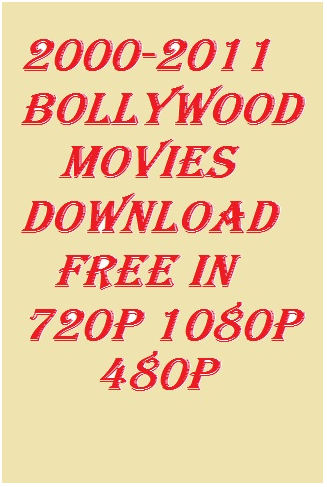 2000-2011
BOLLYWOOD
MOVIES
DOWNLOAD
FREE IN
720P 1080P
480P